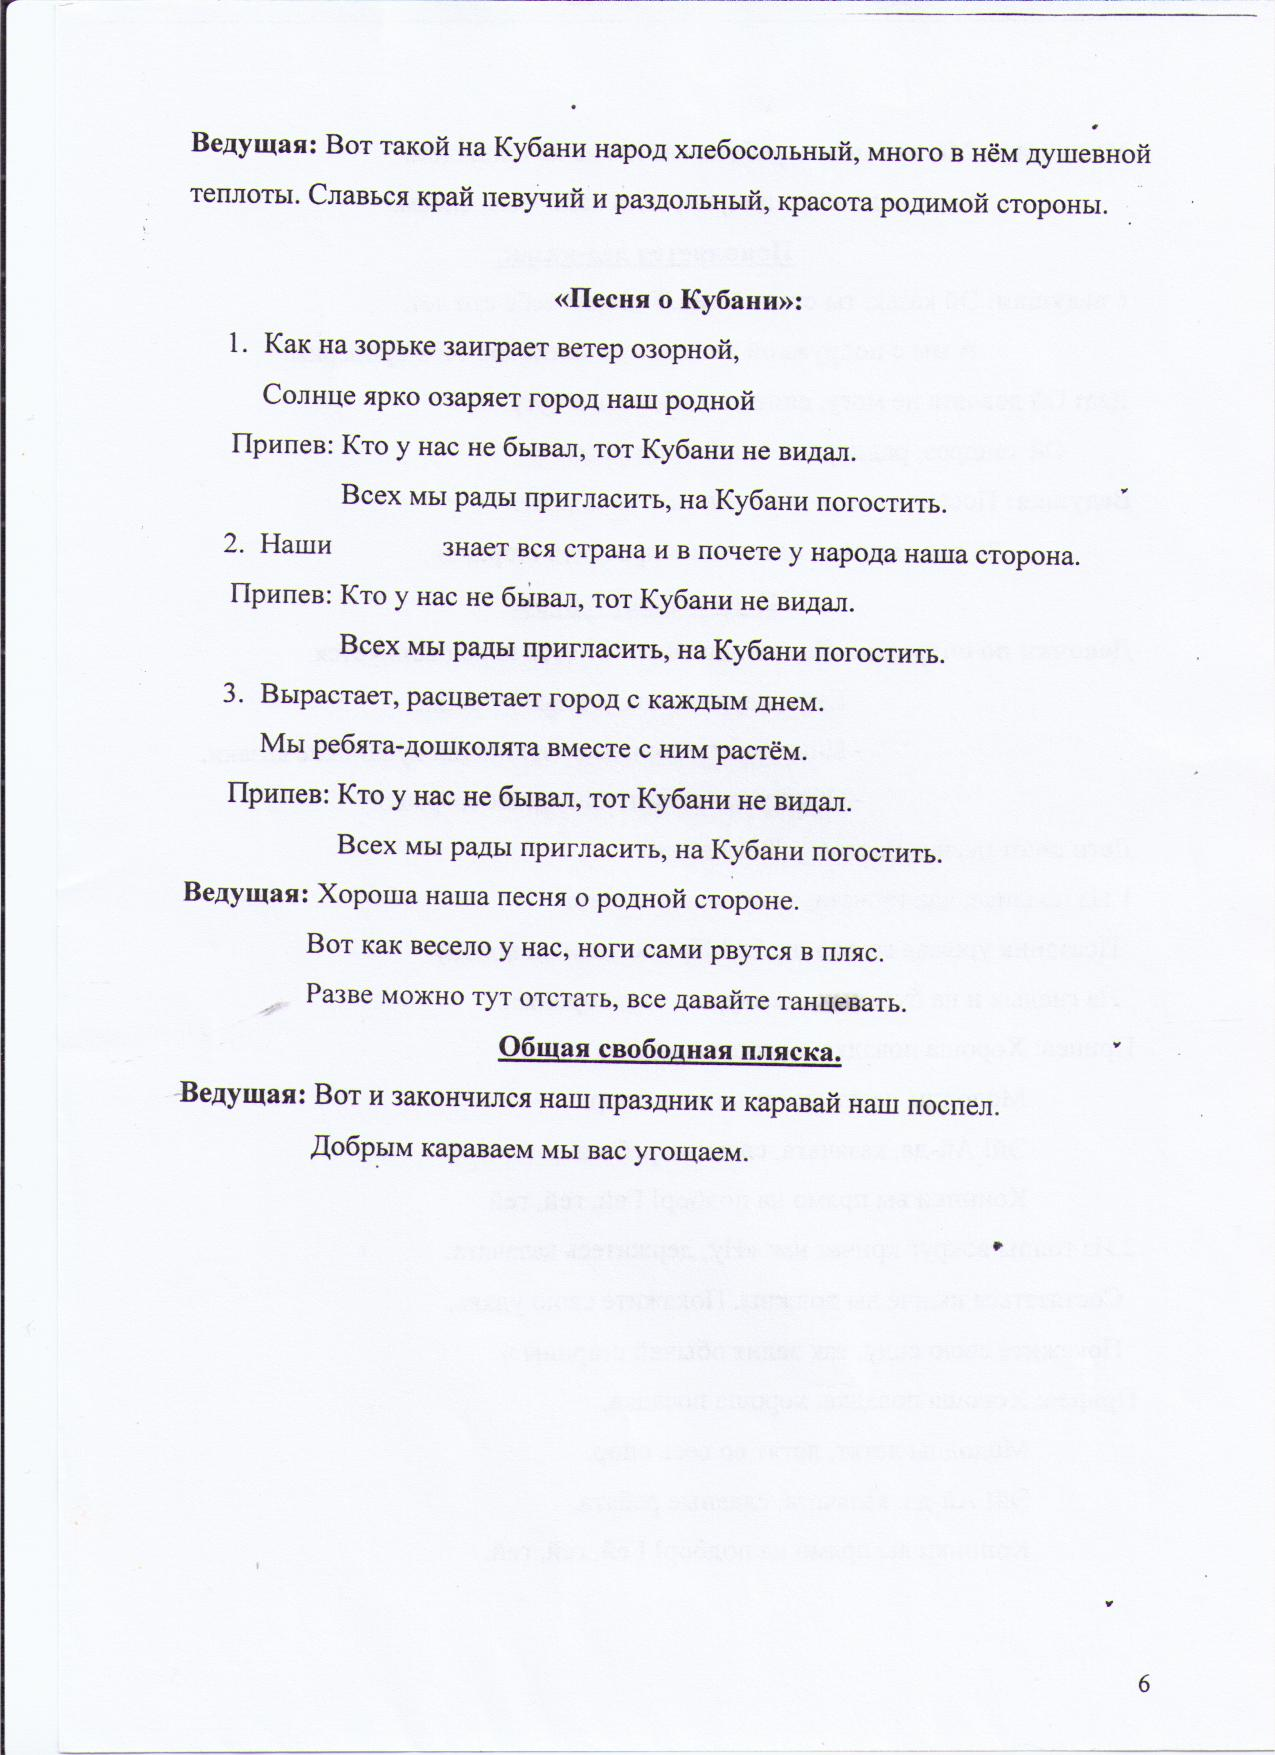 Ведущая: Вот такой на Кубани народ хлебосольный, много в нём душевной
теплоты. Славься край певучий и раздольный, красота родимой стороны.
«Песня о Кубани»:
1. Как на зорьке заиграет ветер озорной,
Солнце ярко озаряет город наш родной
Припев: Кто у нас не бывал, тот Кубани не видал.
Всех мы рады пригласить, на Кубани погостить.
2. Наши знает вся страна и в почете у народа наша сторона.
Припев: Кто у нас не бывал, тот Кубани не видал.
Всех мы рады пригласить, на Кубани погостить.
3. Вырастает, расцветает город с каждым днем.
Мы ребята-дошколята вместе с ним растём.
Припев: Кто у нас не бывал, тот Кубани не видал.
Всех мы рады пригласить, на Кубани погостить.
Ведущая: Хороша наша песня о родной стороне.
Вот как весело у нас, ноги сами рвутся в пляс.
Разве можно тут отстать, все давайте танцевать.
Общая свободная пляска.
Ведущая: Вот и закончился наш праздник и каравай наш поспел.
Добрым караваем мы вас угощаем.
6